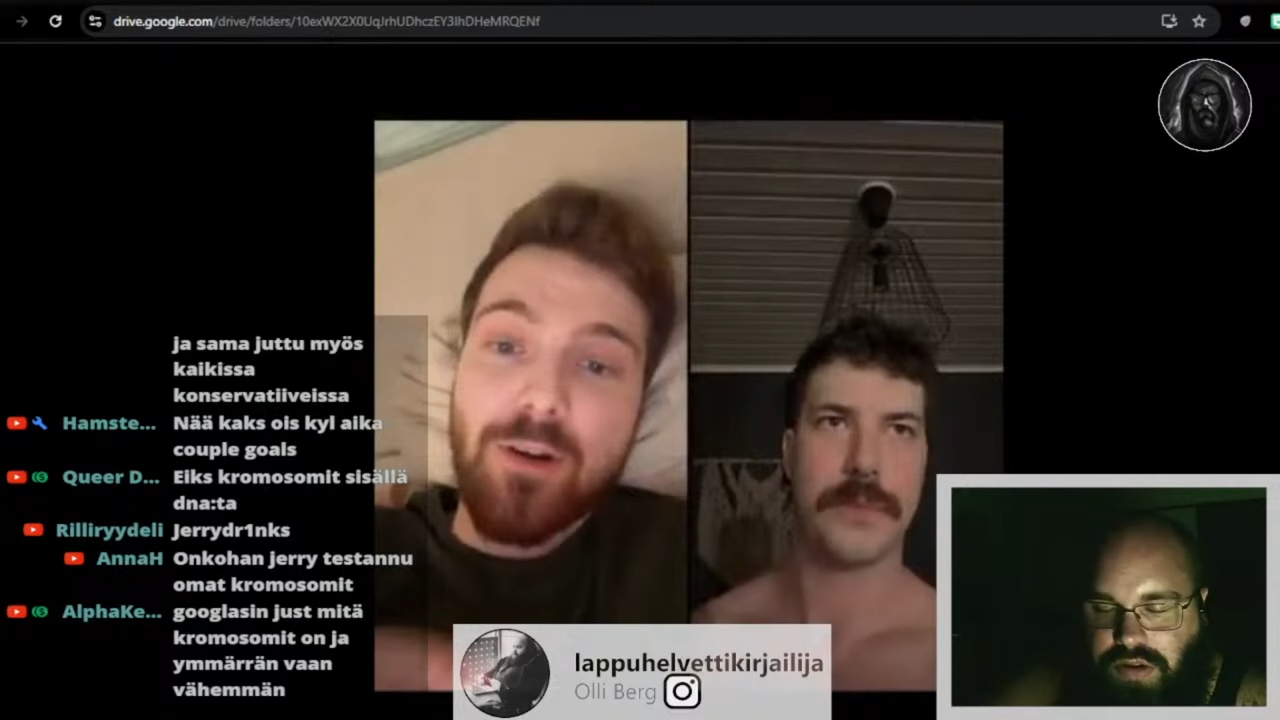 drive.google.com/drive/folders/10exWX2X0UqJrhUDhczEY3IhDHeMRQENf
ja sama juttu myös
kaikissa
konservatiiveissa
Hamste... Nää kaks ois kyl aika
couple goals
Queer D... Eiks kromosomit sisällä
dna:ta
Rilliryydeli Jerrydr1nks
AnnaH Onkohan jerry testannu
omat kromosomit
AlphaKe... googlasin just mitä
kromosomit on ja
ymmärrän vaan
vähemmän
lappuhelvettikirjailija
Olli Berg